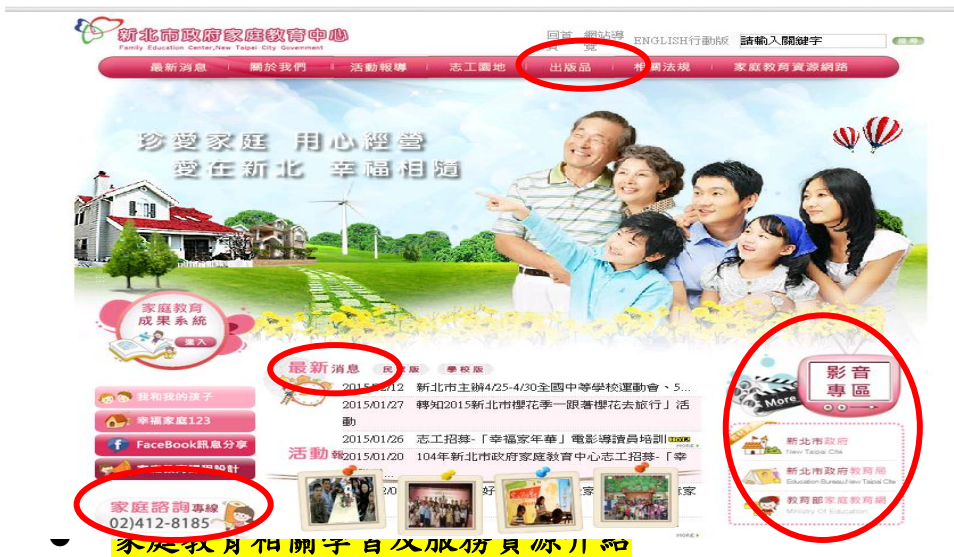 新北市政府家庭教育中心
Family Education Center,New Taipei City Government
回首頁 網站導覽 ENGLISH行動版 請輸入關鍵字
最新消息 關於我們 活動報導 志工園地 出版品 相關法規 家庭教育資源網路
珍愛家庭 用心經營
愛在新北 幸福相隨
家庭教育
成果系統
進入
最新消息 民眾版 學校版
2015/02/12 新北市主辦4/25-4/30全國中等學校運動會、5...
2015/01/27 轉知2015新北市櫻花季─跟著櫻花去旅行」活
動
2015/01/26 志工招募-「幸福家年華」電影導讀員培訓
MORE
活動報
2015/01/20 104年新北市政府家庭教育中心志工招募-「幸
MORE
我和我的孩子
幸福家庭123
FaceBook訊息分享
家庭諮詢專線
02)412-8185
影音
專區
More
新北市政府
New Taipei Cite
新北市政府教育局
Education Bureau,New Taipei Cite
教育部家庭教育網
Ministry Of Education
● 家庭教育相關學習及服務資源介紹